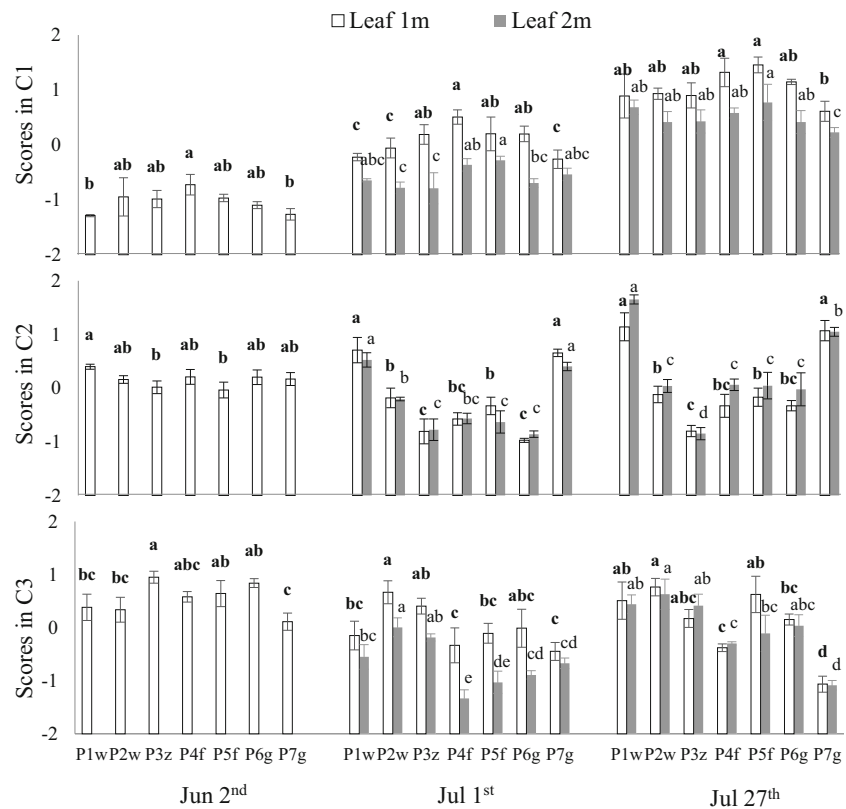 Leaf 1m Leaf 2m
Scores in C1
2
1
0
-1
-2
b ab ab a b
c c ab a ab ab c
abc c c ab a bc abc
ab ab ab a a ab b
ab ab ab ab a ab c
Scores in C2
2
1
0
-1
-2
a ab b ab b ab ab
a b c bc b c a
a b c bc c c a
a b c bc b bc a
a c d c c c b
Scores in C3
2
1
0
-1
-2
bc bc a abc ab ab c
bc a ab c bc ab c
bc a ab e de cd cd
ab a abc c ab bc d
ab a ab c bc abc d
P1w P2w P3z P4f P5f P6g P7g
P1w P2w P3z P4f P5f P6g P7g
P1w P2w P3z P4f P5f P6g P7g
Jun 2nd Jul 1st Jul 27th